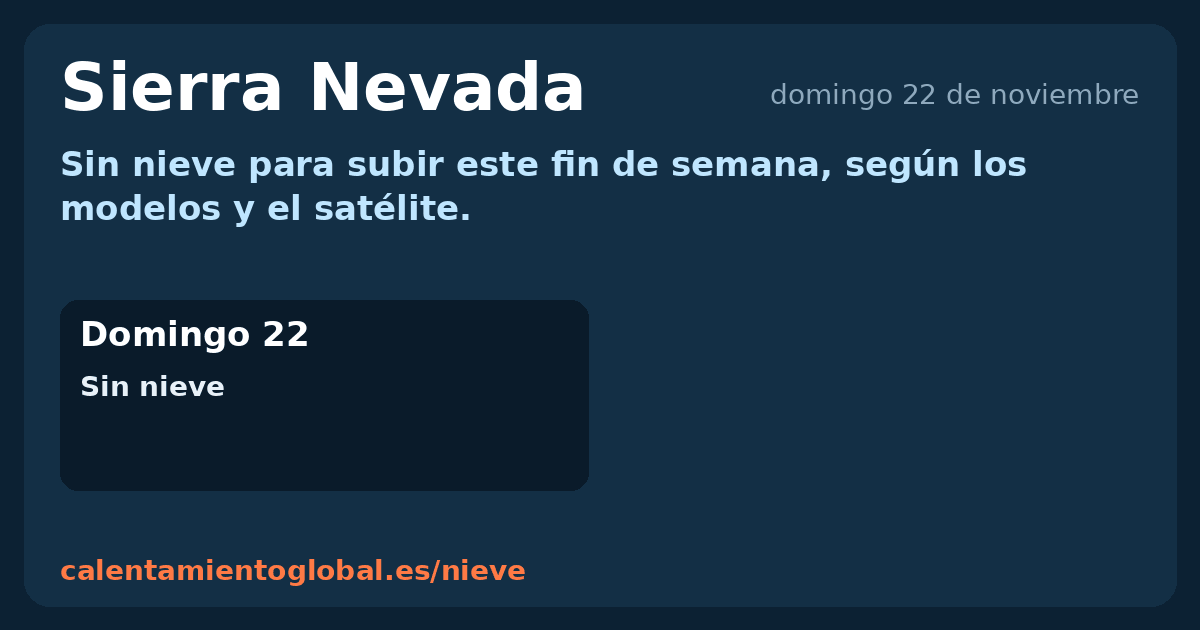 Sierra Nevada
domingo 22 de noviembre
Sin nieve para subir este fin de semana, según los
modelos y el satélite.
Domingo 22
Sin nieve
calentamientoglobal.es/nieve